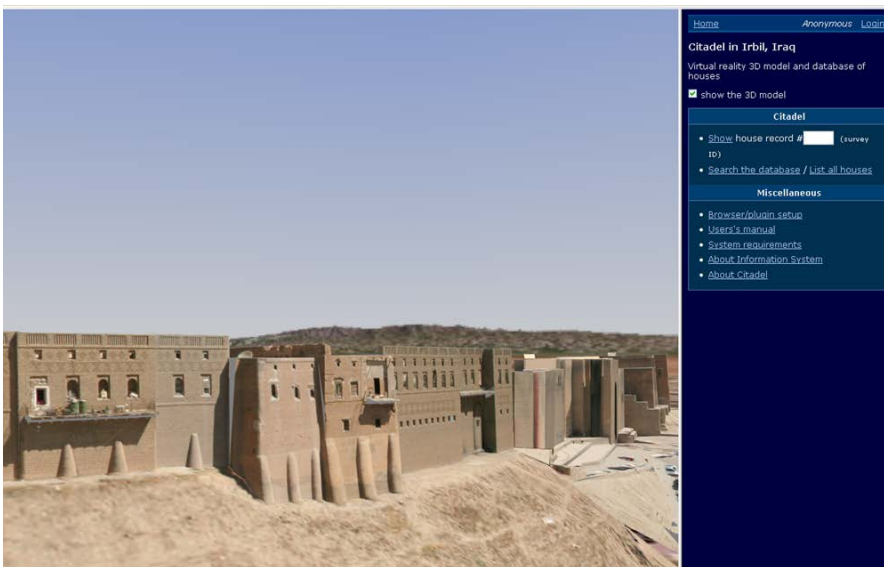 Home Anonymous Login
Citadel in Irbil, Iraq
Virtual reality 3D model and database of
houses
show the 3D model
Citadel
Show house record # (survey
ID)
Search the database / List all houses
Miscellaneous
Browser/plugin setup
Users's manual
System requirements
About Information System
About Citadel